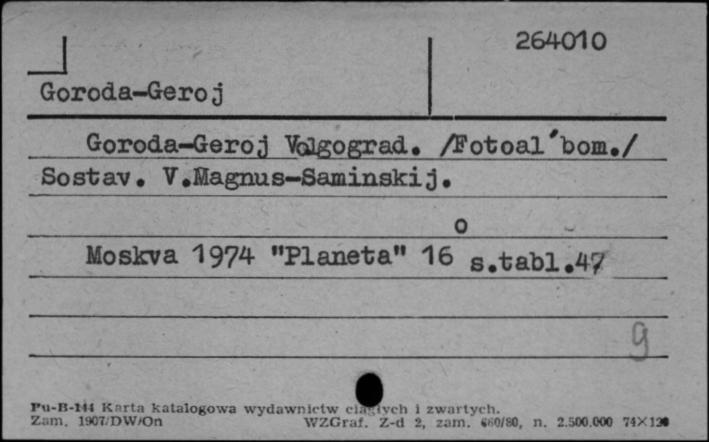 264010
Goroda-Geroj
Goroda-Geroj Volgograd. /Fotoal'bom./
Sostav. V.Magnus-Saminskij.
Moskva 1974 "Planeta" 16° s.tabl.47
9
Pu-B-144 Karta katalogowa wydawnictw ciągłych i zwartych.
Zam. 1907/DW/On WZGraf. Z-d 2, zam. 660/80, n. 2.500.000 74×120